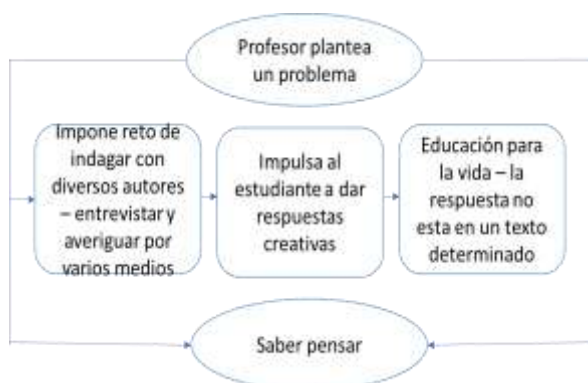 Profesor plantea
un problema
Impone reto de
indagar con
diversos autores
– entrevistar y
averiguar por
varios medios
Impulsa al
estudiante a dar
respuestas
creativas
Educación para
la vida – la
respuesta no
esta en un texto
determinado
Saber pensar